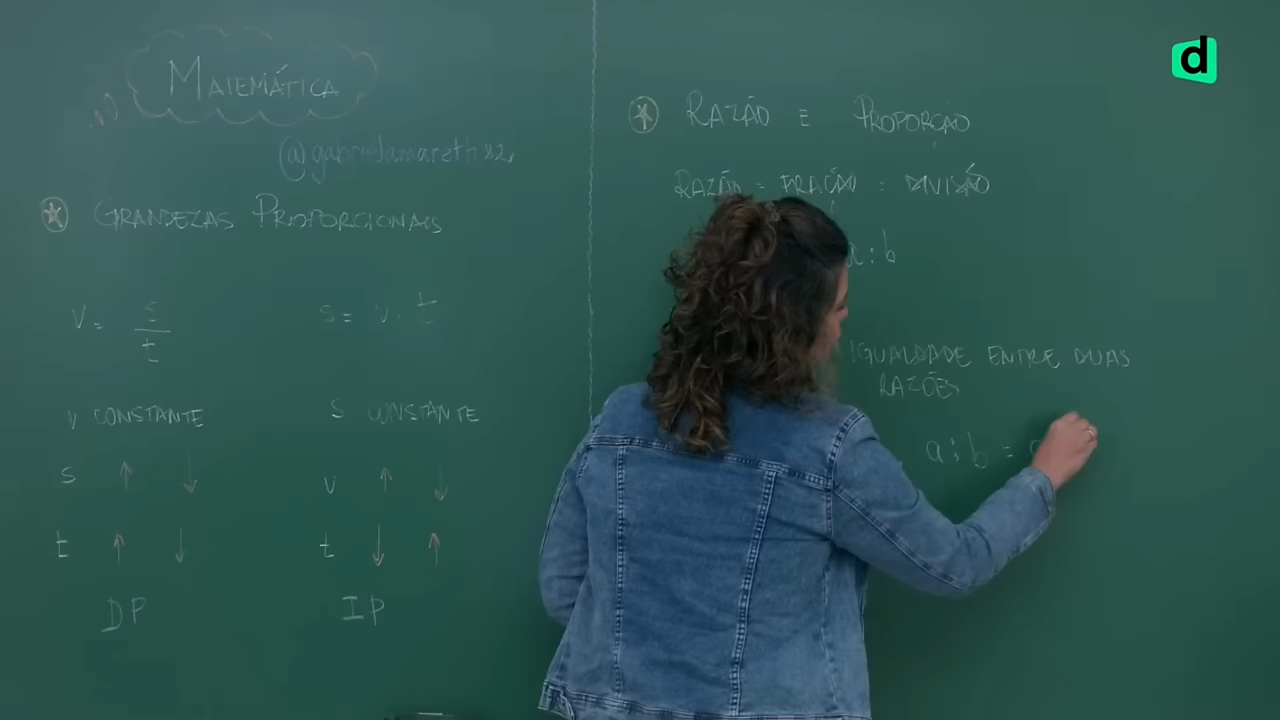 MATEMÁTICA
* GRANDEZAS PROPORCIONAIS
V = s/t
s = v . t
V CONSTANTE
S CONSTANTE
s ↑ ↓
t ↑ ↓
DP
v ↑ ↓
t ↓ ↑
IP
* RAZÃO E PROPORÇÃO
RAZÃO = FRAÇÃO = DIVISÃO
a : b
IGUALDADE ENTRE DUAS
RAZÕES
a : b =
d